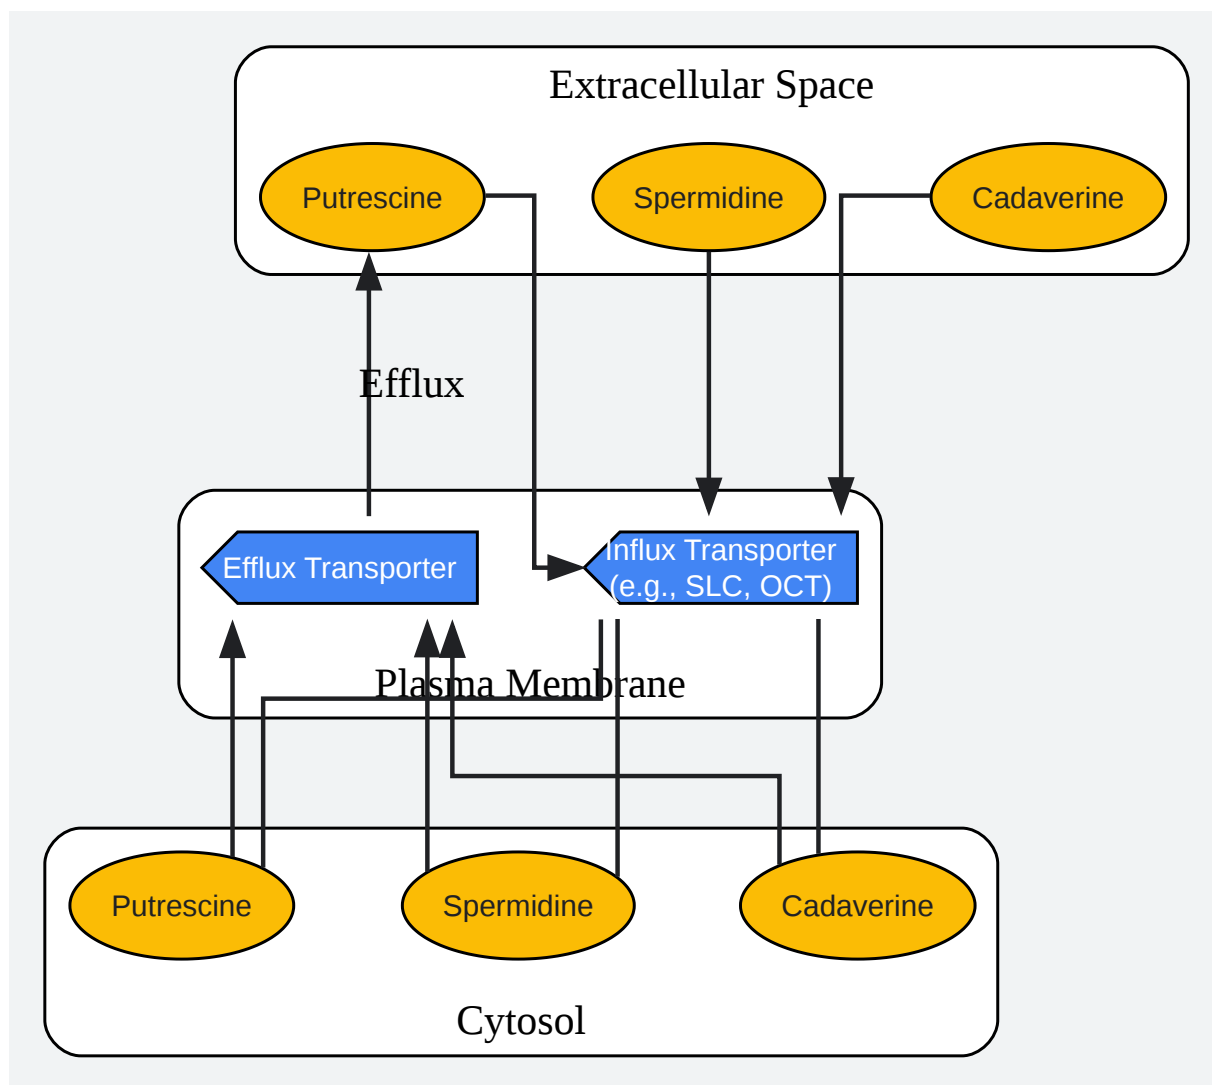 Extracellular Space
Putrescine
Spermidine
Cadaverine
Efflux
Efflux Transporter
Influx Transporter
(e.g., SLC, OCT)
Plasma Membrane
Putrescine
Spermidine
Cadaverine
Cytosol